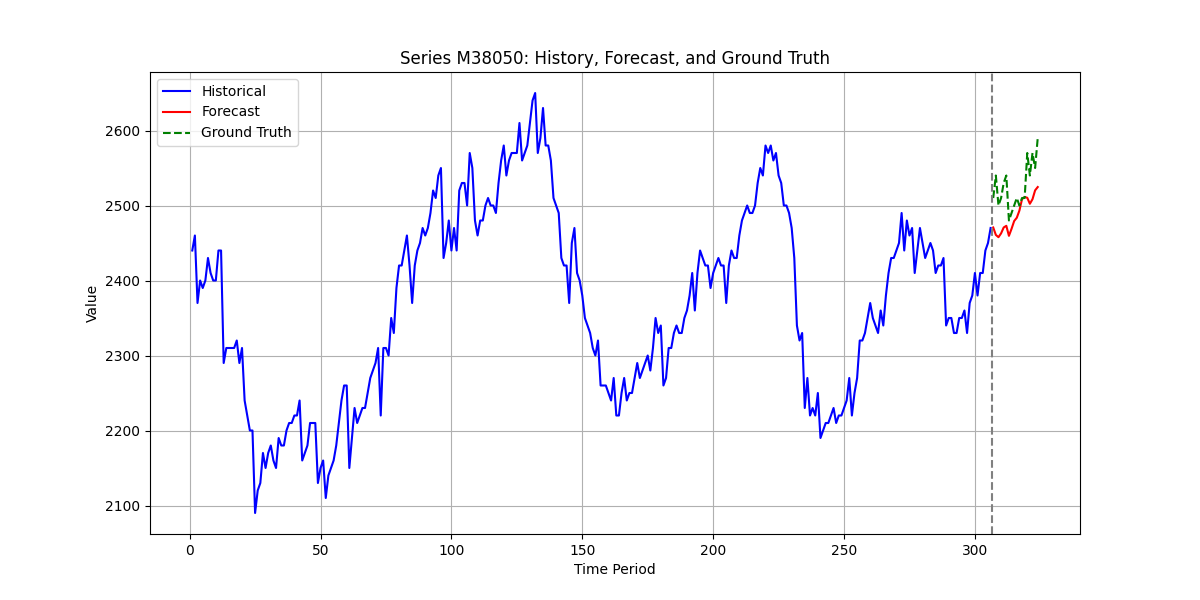 Series M38050: History, Forecast, and Ground Truth
Historical
Forecast
Ground Truth
2600
2500
2400
2300
2200
2100
Value
0 50 100 150 200 250 300
Time Period